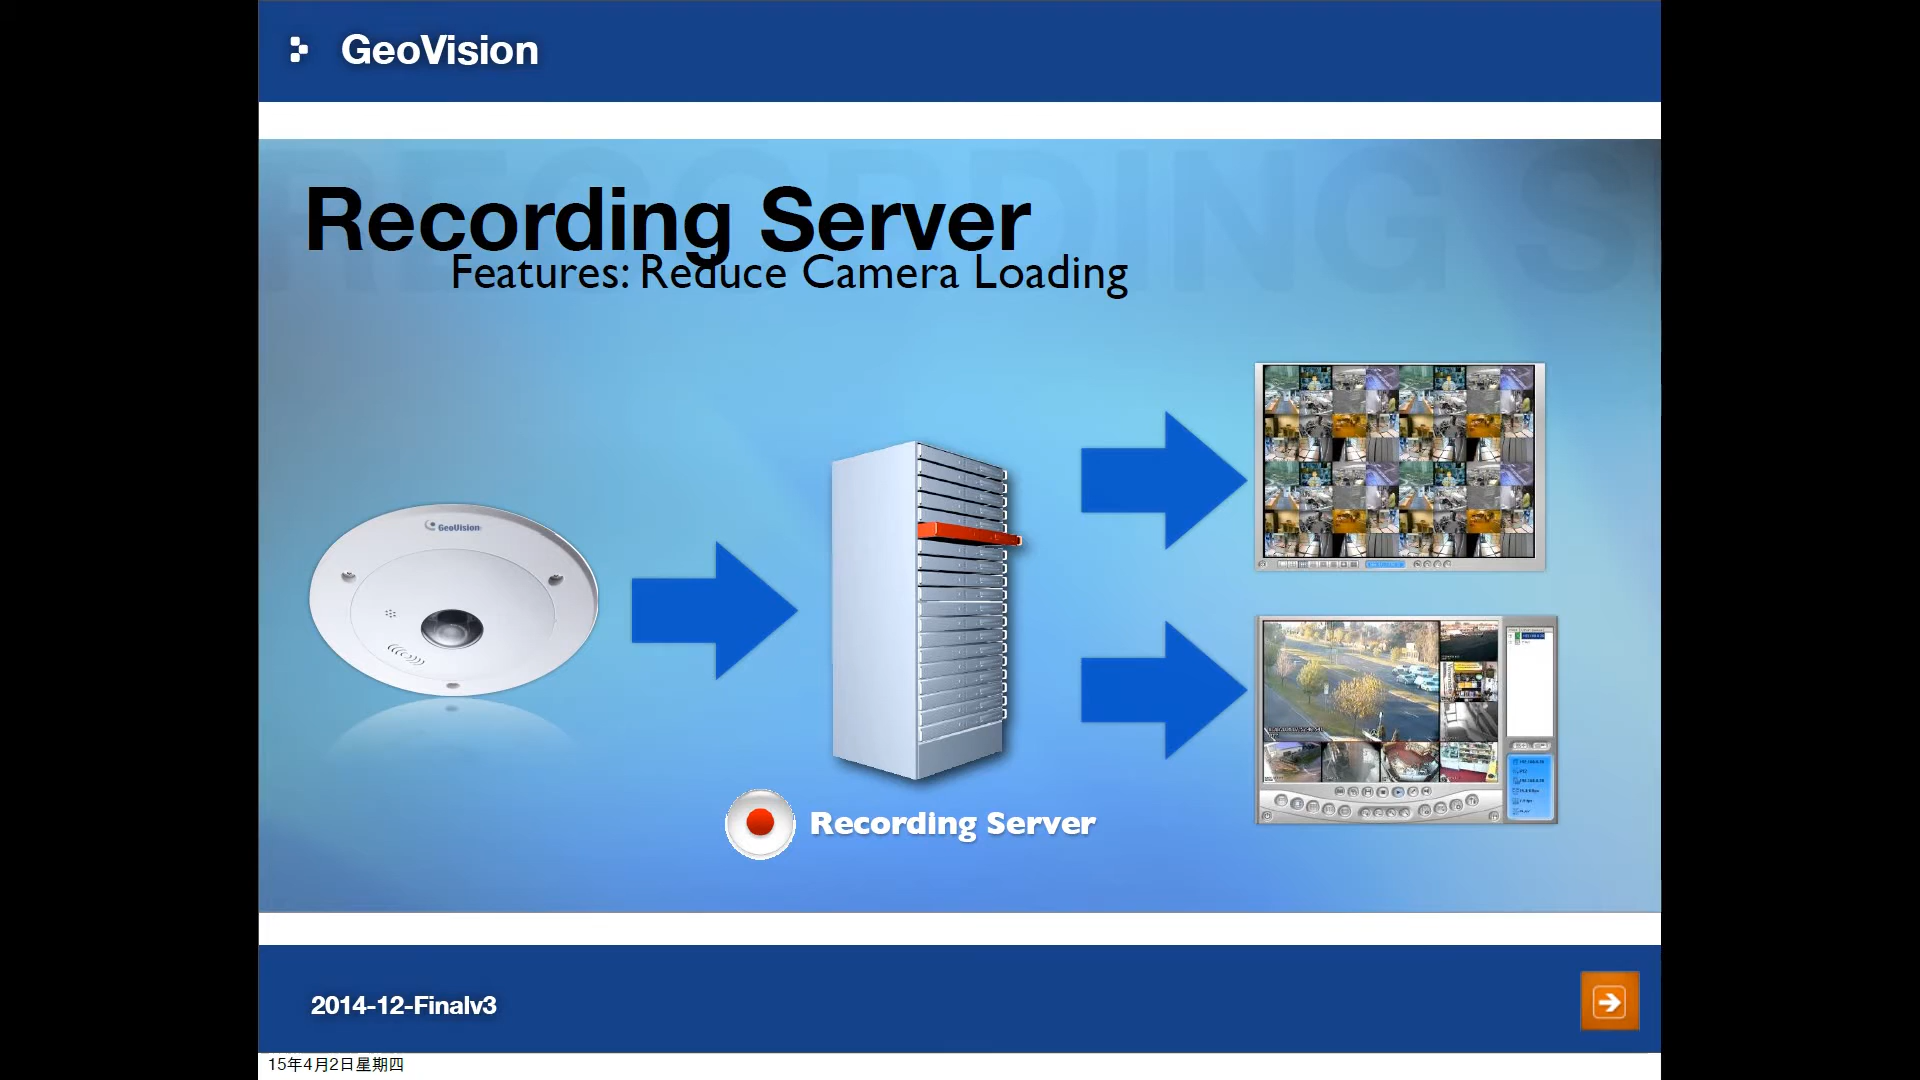 GeoVision
RECORDING S
Recording Server
Features: Reduce Camera Loading
GeoVision
Recording Server
2014-12-Finalv3
15年4月2日星期四